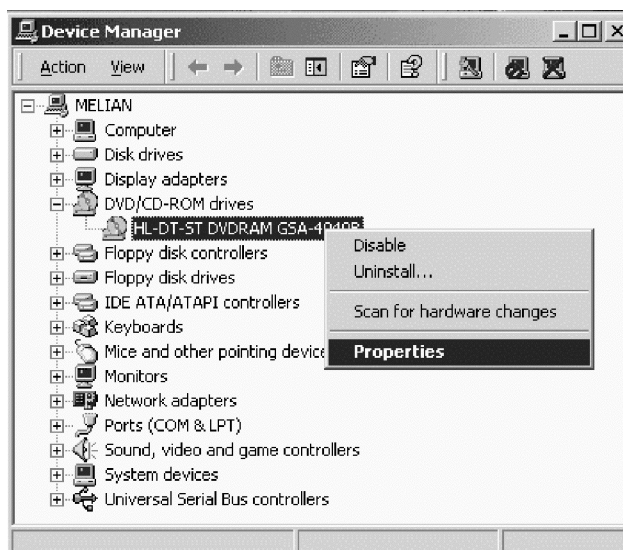 Device Manager
Action View
MELIAN
Computer
Disk drives
Display adapters
DVD/CD-ROM drives
HL-DT-ST DVDRAM GSA-4040B
Floppy disk controllers
Floppy disk drives
IDE ATA/ATAPI controllers
Keyboards
Mice and other pointing device
Monitors
Network adapters
Ports (COM & LPT)
Sound, video and game controllers
System devices
Universal Serial Bus controllers
Disable
Uninstall...
Scan for hardware changes
Properties